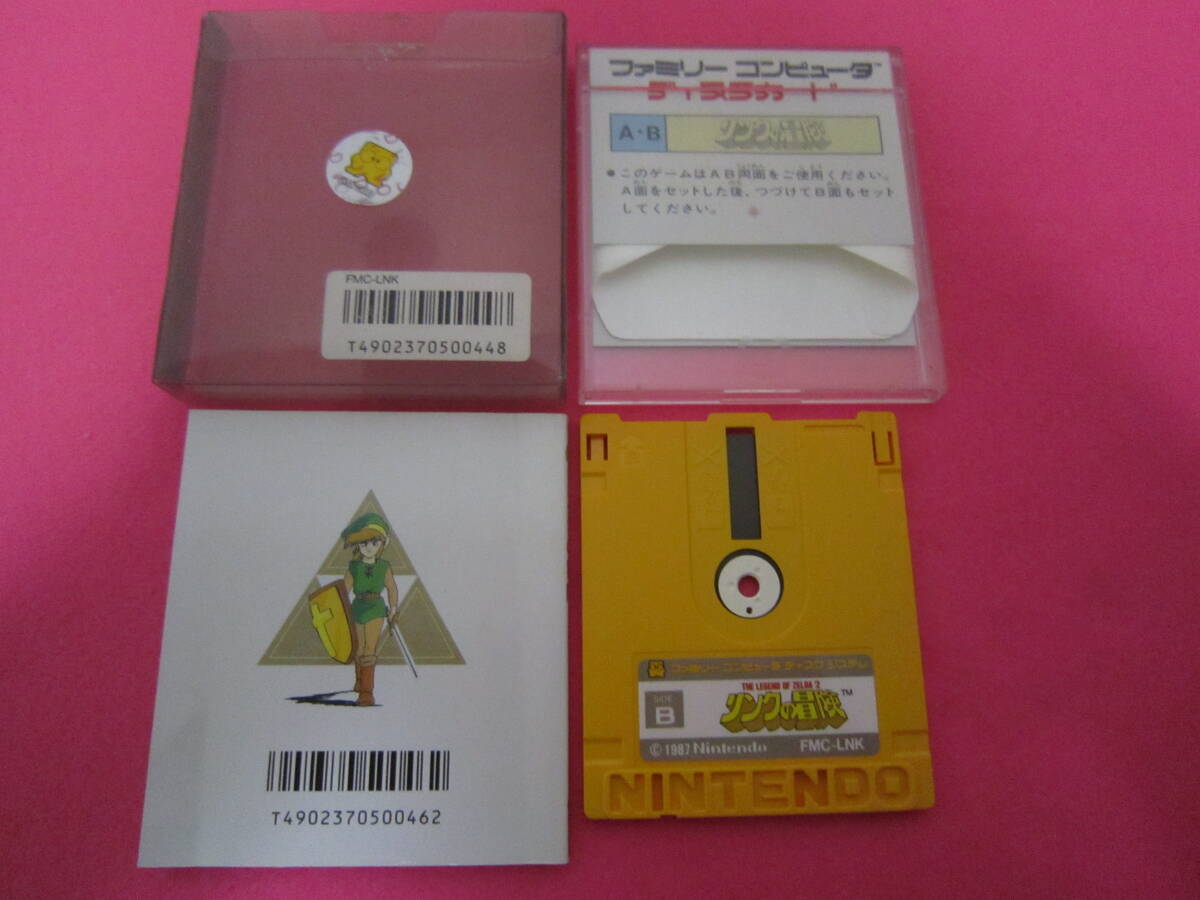 FMC-LNK
T4902370500448
ファミリー コンピュータ™
ディスクカード
A・B
リンクの冒険
●このゲームはAB両面をご使用ください。
A面をセットした後、つづけてB面もセット
してください。
T4902370500462
ファミリー コンピュータ ディスク システム
THE LEGEND OF ZELDA 2
SIDE
B
リンクの冒険™
©1987 Nintendo
FMC-LNK
NINTENDO